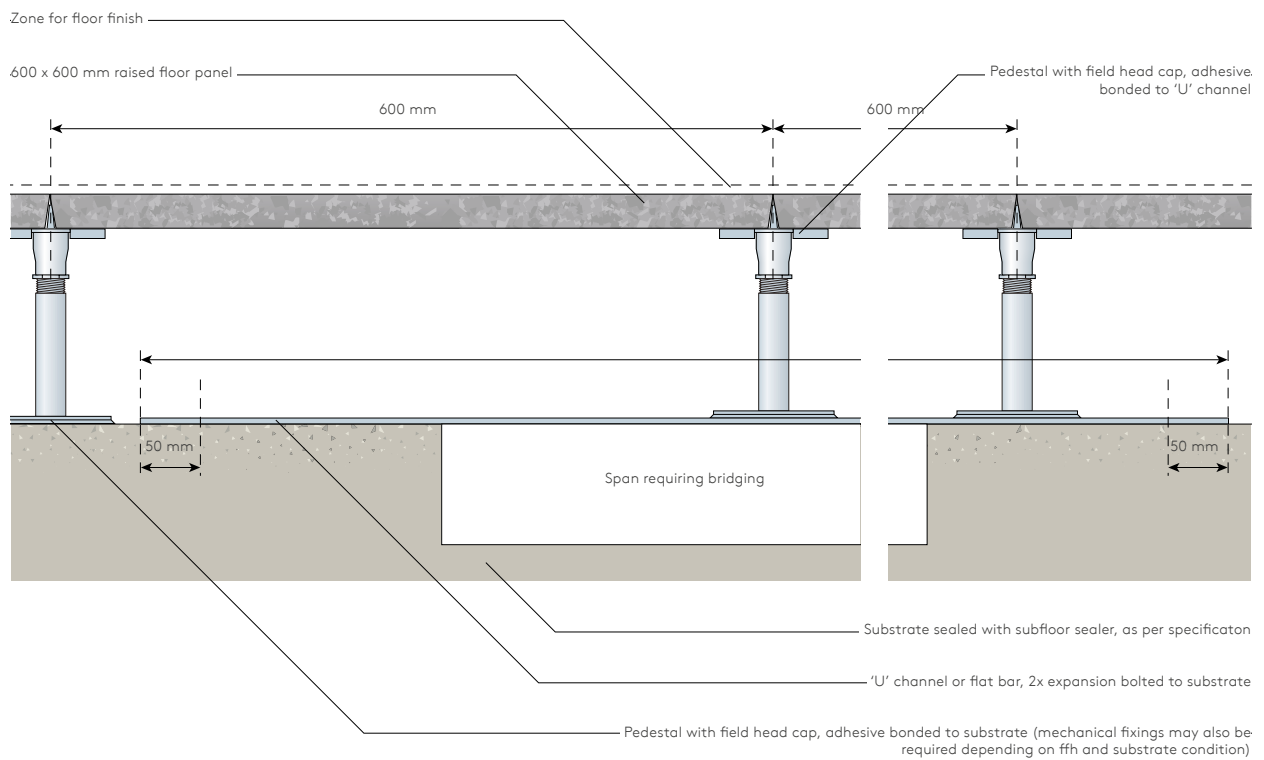 Zone for floor finish
600 x 600 mm raised floor panel
Pedestal with field head cap, adhesive
bonded to ‘U’ channel
600 mm
600 mm
50 mm
50 mm
Span requiring bridging
Substrate sealed with subfloor sealer, as per specificaton
‘U’ channel or flat bar, 2x expansion bolted to substrate
Pedestal with field head cap, adhesive bonded to substrate (mechanical fixings may also be
required depending on ffh and substrate condition)